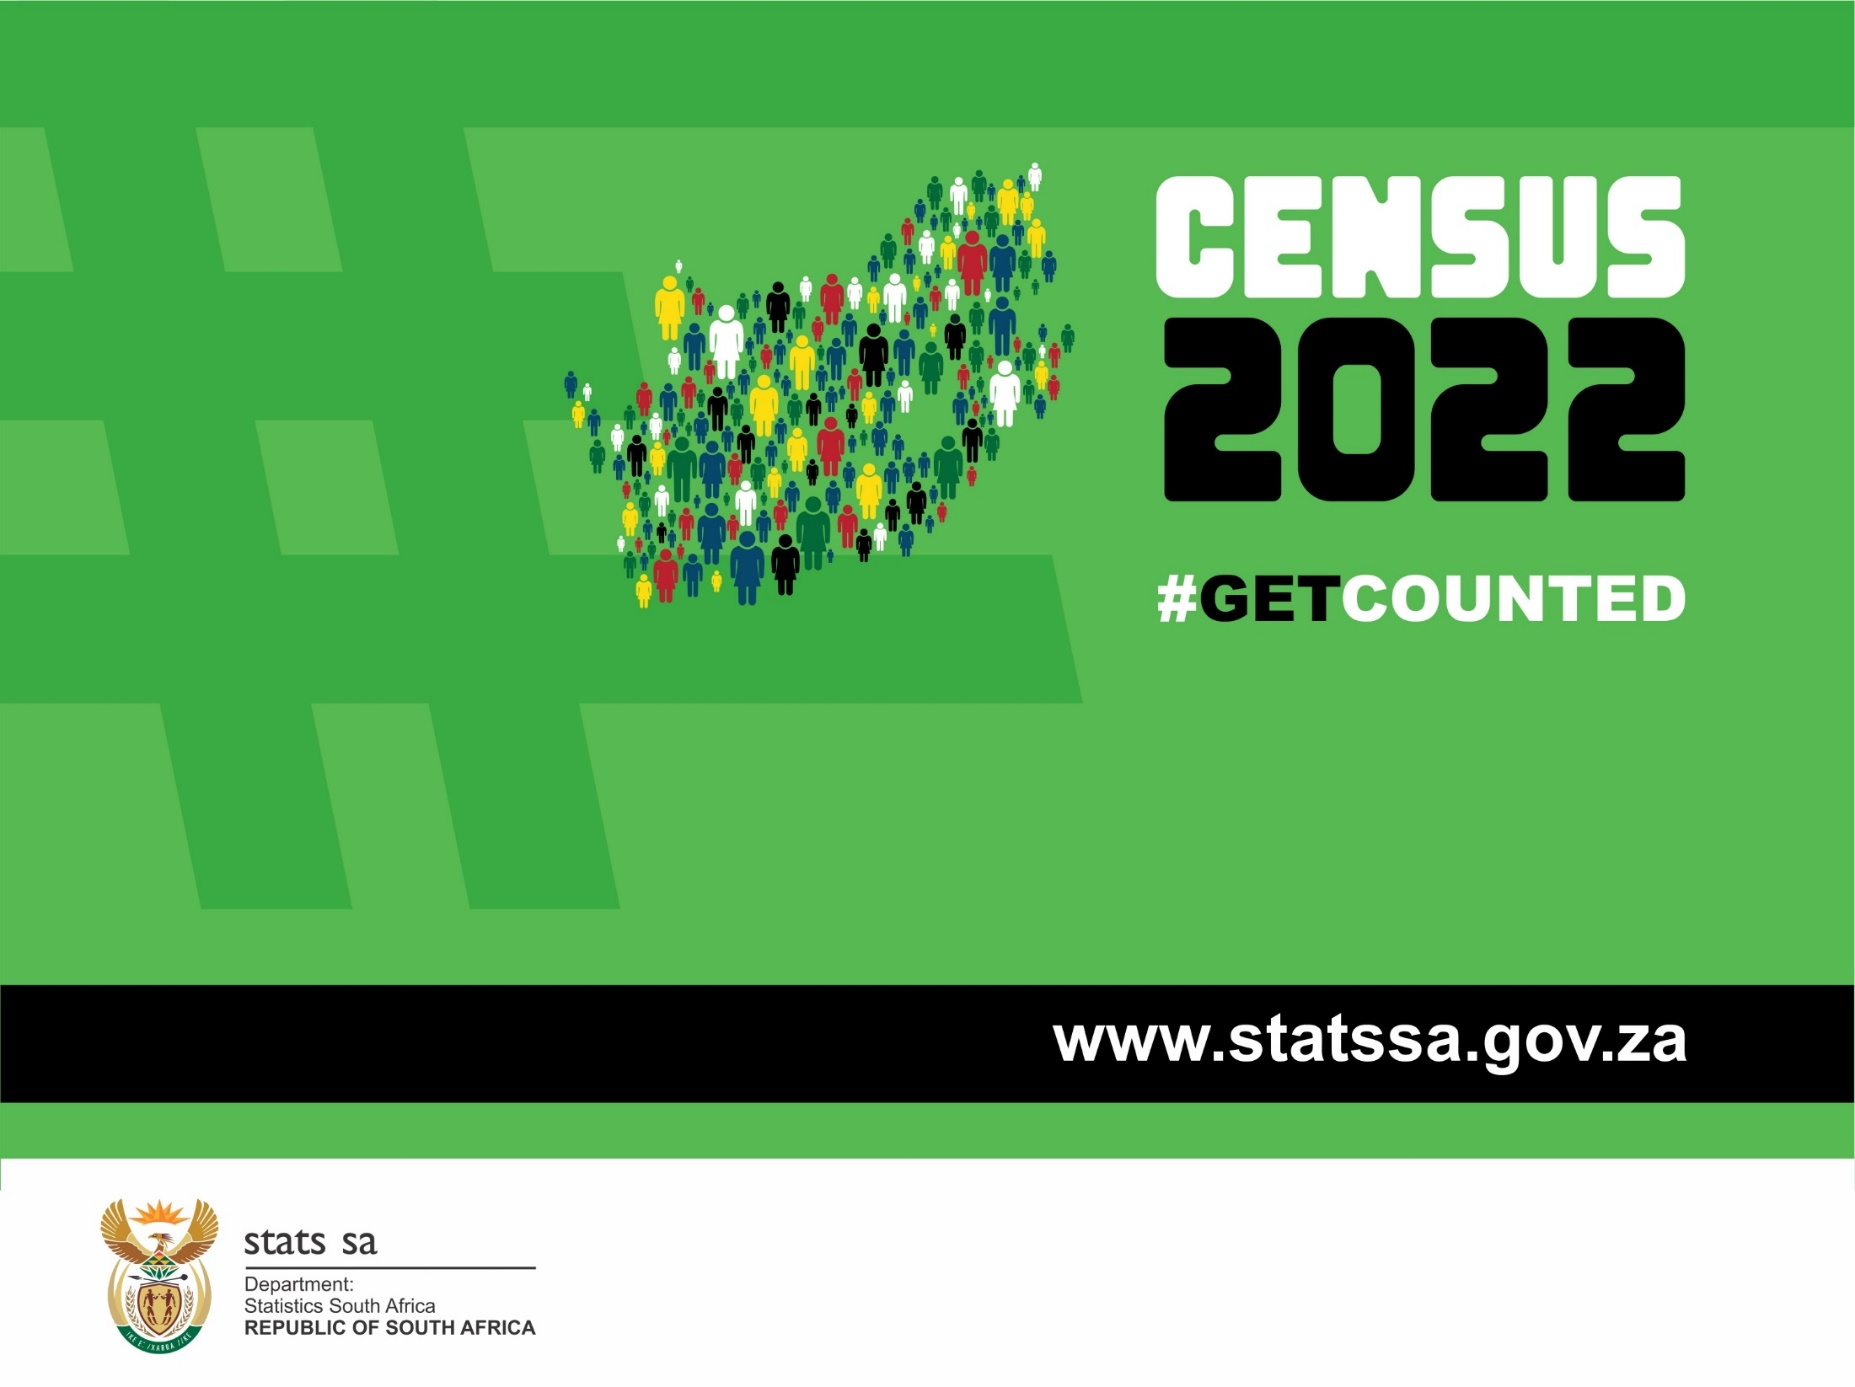 CENSUS
2022
#GETCOUNTED
www.statssa.gov.za
stats sa
Department:
Statistics South Africa
REPUBLIC OF SOUTH AFRICA